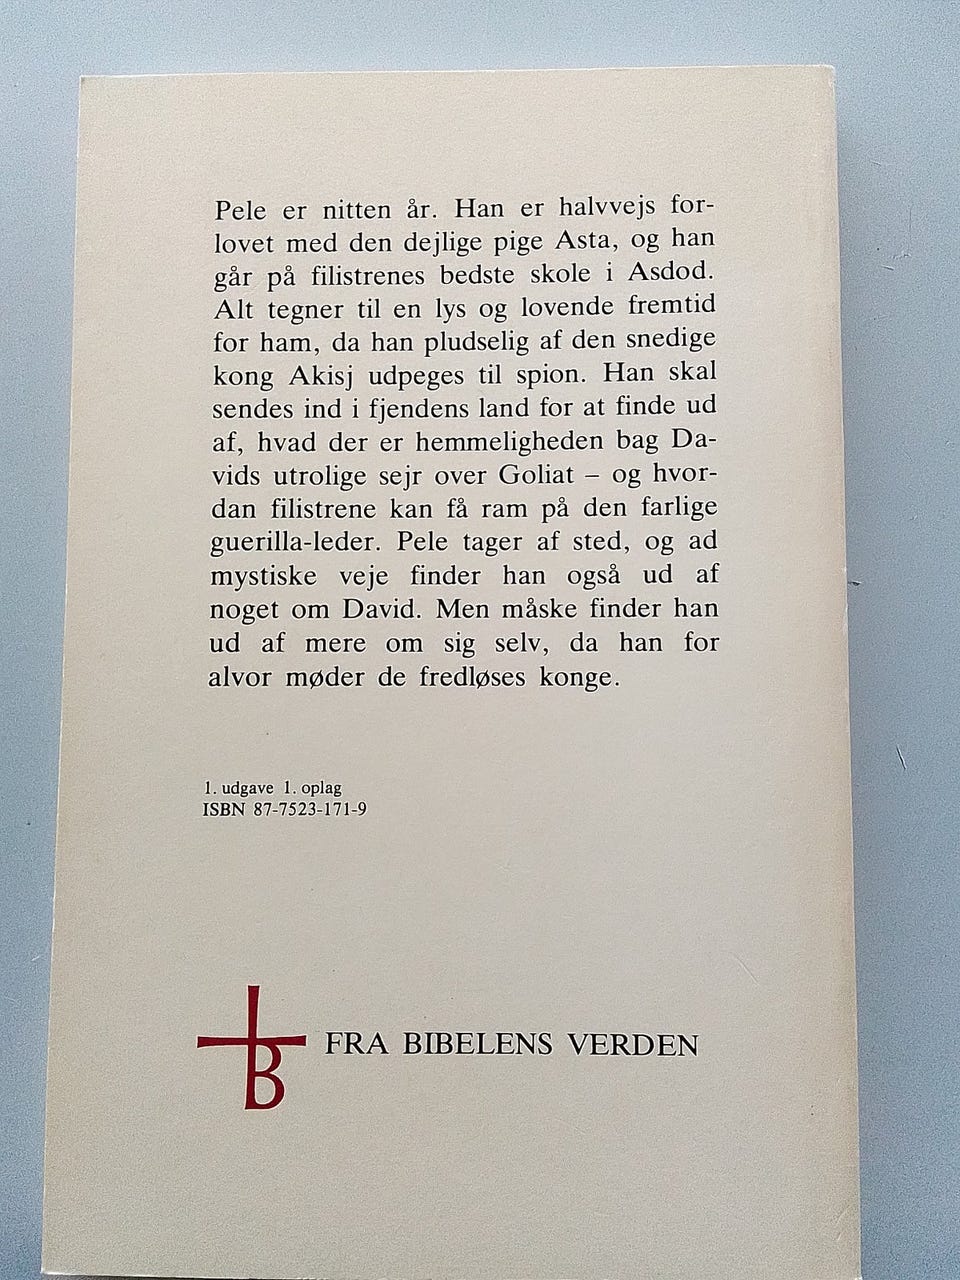 Pele er nitten år. Han er halvvejs for-
lovet med den dejlige pige Asta, og han
går på filistrenes bedste skole i Asdod.
Alt tegner til en lys og lovende fremtid
for ham, da han pludselig af den snedige
kong Akisj udpeges til spion. Han skal
sendes ind i fjendens land for at finde ud
af, hvad der er hemmeligheden bag Da-
vids utrolige sejr over Goliat – og hvor-
dan filistrene kan få ram på den farlige
guerilla-leder. Pele tager af sted, og ad
mystiske veje finder han også ud af
noget om David. Men måske finder han
ud af mere om sig selv, da han for
alvor møder de fredløses konge.
1. udgave 1. oplag
ISBN 87-7523-171-9
B FRA BIBELENS VERDEN